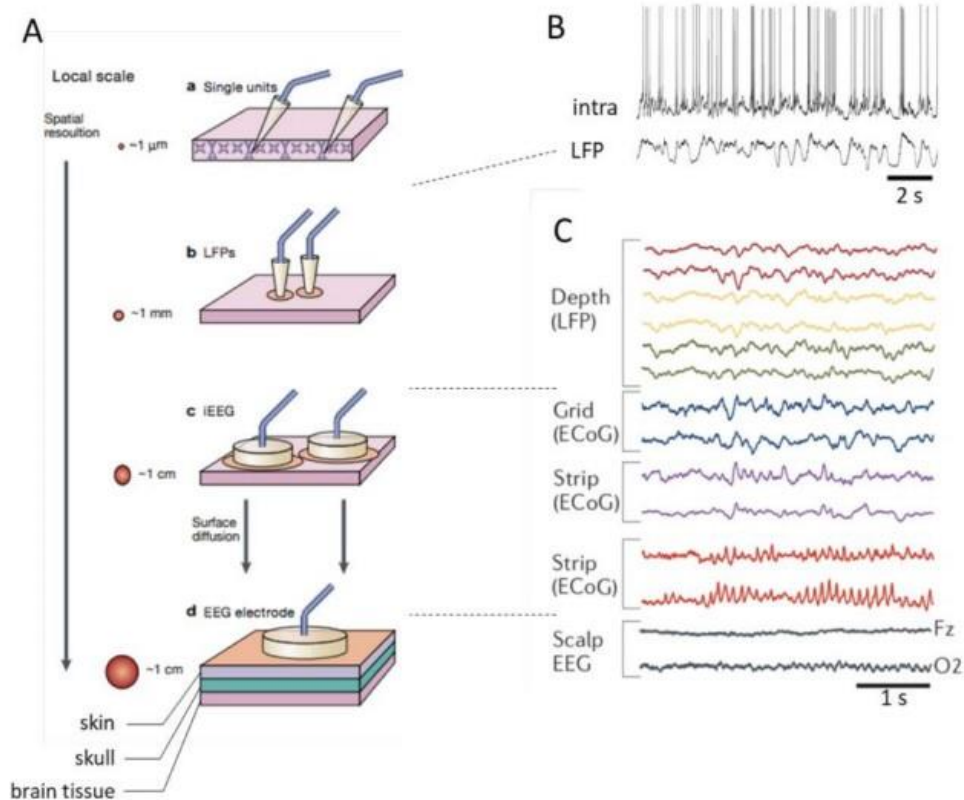 A
Local scale
Spatial
resoultion
a Single units
~1 μm
b LFPs
~1 mm
c iEEG
~1 cm
Surface
diffusion
d EEG electrode
~1 cm
skin
skull
brain tissue
B
intra
LFP
2 s
C
Depth
(LFP)
Grid
(ECoG)
Strip
(ECoG)
Strip
(ECoG)
Scalp
EEG
Fz
O2
1 s